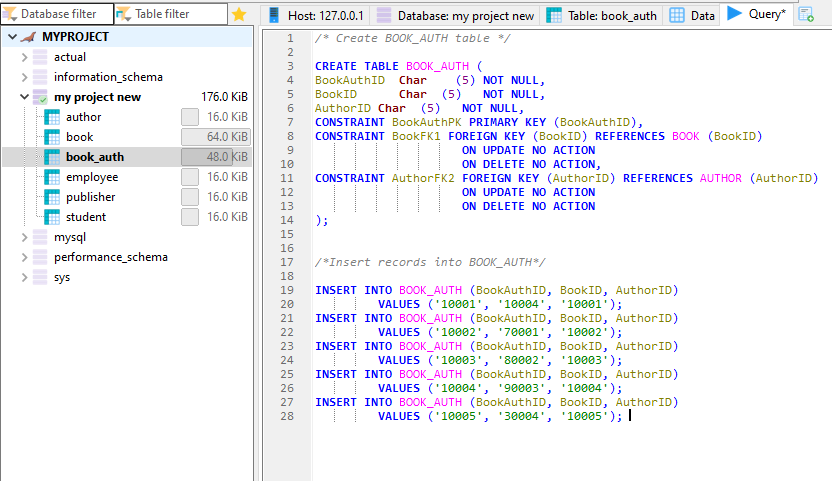 Database filter
Table filter
Host: 127.0.0.1
Database: my project new
Table: book_auth
Data
Query*
MYPROJECT
actual
information_schema
my project new 176.0 KiB
author 16.0 KiB
book 64.0 KiB
book_auth 48.0 KiB
employee 16.0 KiB
publisher 16.0 KiB
student 16.0 KiB
mysql
performance_schema
sys
1 /* Create BOOK_AUTH table */
2
3 CREATE TABLE BOOK_AUTH (
4 BookAuthID  Char    (5) NOT NULL,
5 BookID      Char  (5)   NOT NULL,
6 AuthorID Char  (5)   NOT NULL,
7 CONSTRAINT BookAuthPK PRIMARY KEY (BookAuthID),
8 CONSTRAINT BookFK1 FOREIGN KEY (BookID) REFERENCES BOOK (BookID)
9                     ON UPDATE NO ACTION
10                     ON DELETE NO ACTION,
11 CONSTRAINT AuthorFK2 FOREIGN KEY (AuthorID) REFERENCES AUTHOR (AuthorID)
12                     ON UPDATE NO ACTION
13                     ON DELETE NO ACTION
14 );
15
16
17 /*Insert records into BOOK_AUTH*/
18
19 INSERT INTO BOOK_AUTH (BookAuthID, BookID, AuthorID)
20         VALUES ('10001', '10004', '10001');
21 INSERT INTO BOOK_AUTH (BookAuthID, BookID, AuthorID)
22         VALUES ('10002', '70001', '10002');
23 INSERT INTO BOOK_AUTH (BookAuthID, BookID, AuthorID)
24         VALUES ('10003', '80002', '10003');
25 INSERT INTO BOOK_AUTH (BookAuthID, BookID, AuthorID)
26         VALUES ('10004', '90003', '10004');
27 INSERT INTO BOOK_AUTH (BookAuthID, BookID, AuthorID)
28         VALUES ('10005', '30004', '10005');